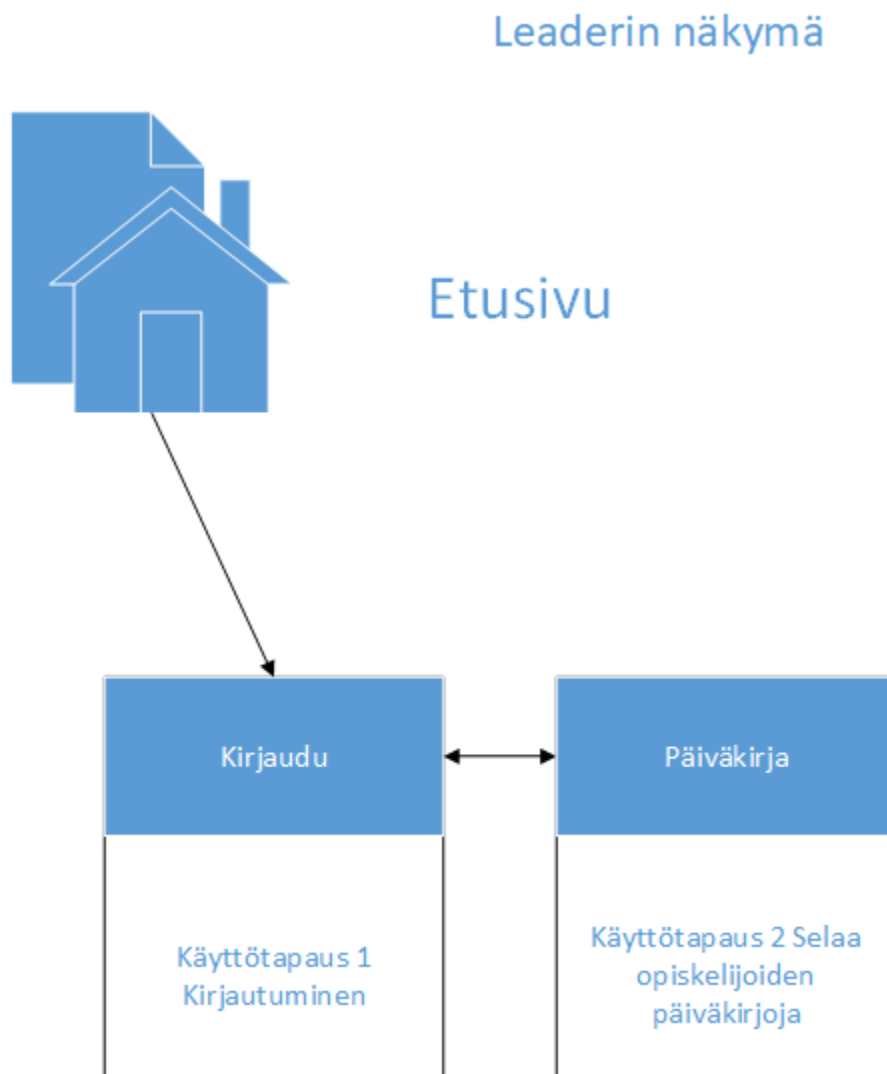 Leaderin näkymä
Etusivu
Kirjaudu
Päiväkirja
Käyttötapaus 1
Kirjautuminen
Käyttötapaus 2 Selaa
opiskelijoiden
päiväkirjoja